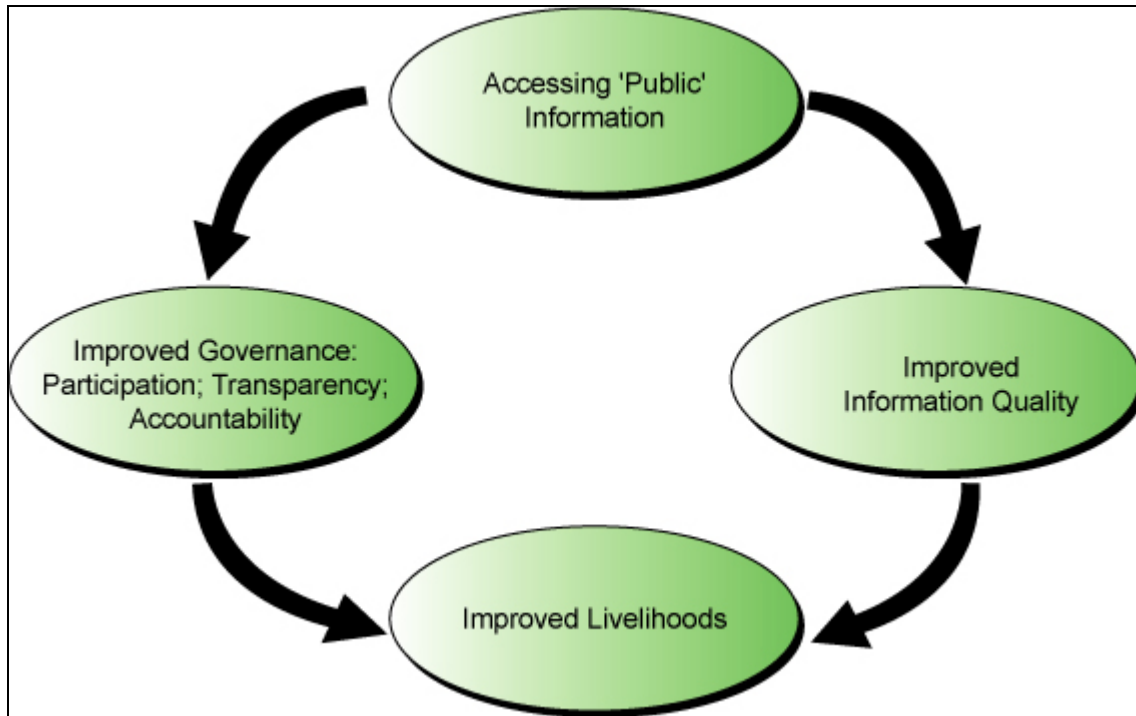 Accessing 'Public'
Information
Improved Governance:
Participation; Transparency;
Accountability
Improved
Information Quality
Improved Livelihoods